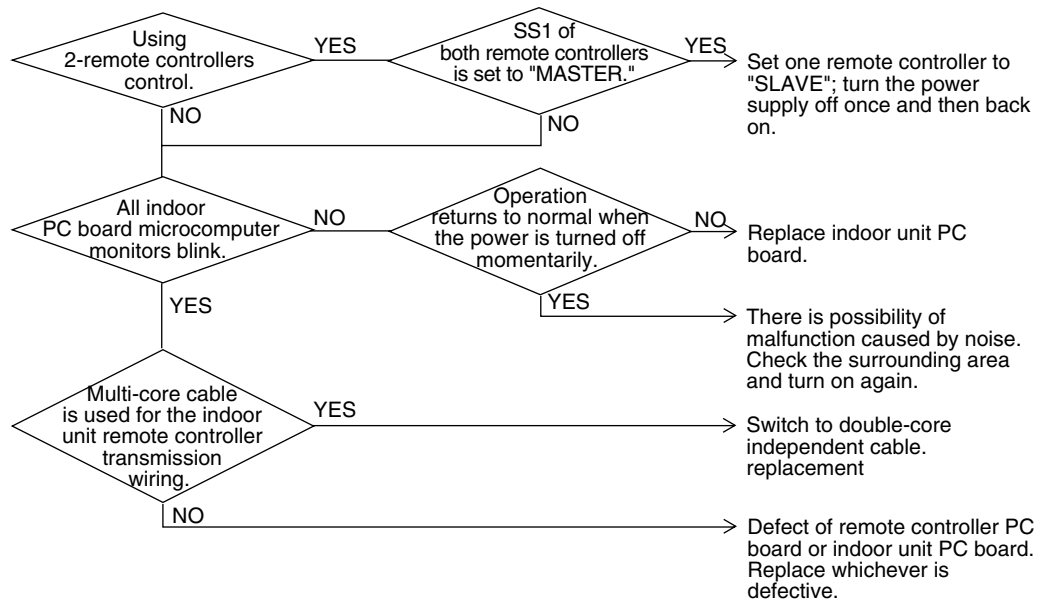 Using
2-remote controllers
control.
YES
SS1 of
both remote controllers
is set to "MASTER."
YES
Set one remote controller to
"SLAVE"; turn the power
supply off once and then back
on.
NO
NO
All indoor
PC board microcomputer
monitors blink.
NO
Operation
returns to normal when
the power is turned off
momentarily.
NO
Replace indoor unit PC
board.
YES
YES
There is possibility of
malfunction caused by noise.
Check the surrounding area
and turn on again.
Multi-core cable
is used for the indoor
unit remote controller
transmission
wiring.
YES
Switch to double-core
independent cable.
replacement
NO
Defect of remote controller PC
board or indoor unit PC board.
Replace whichever is
defective.